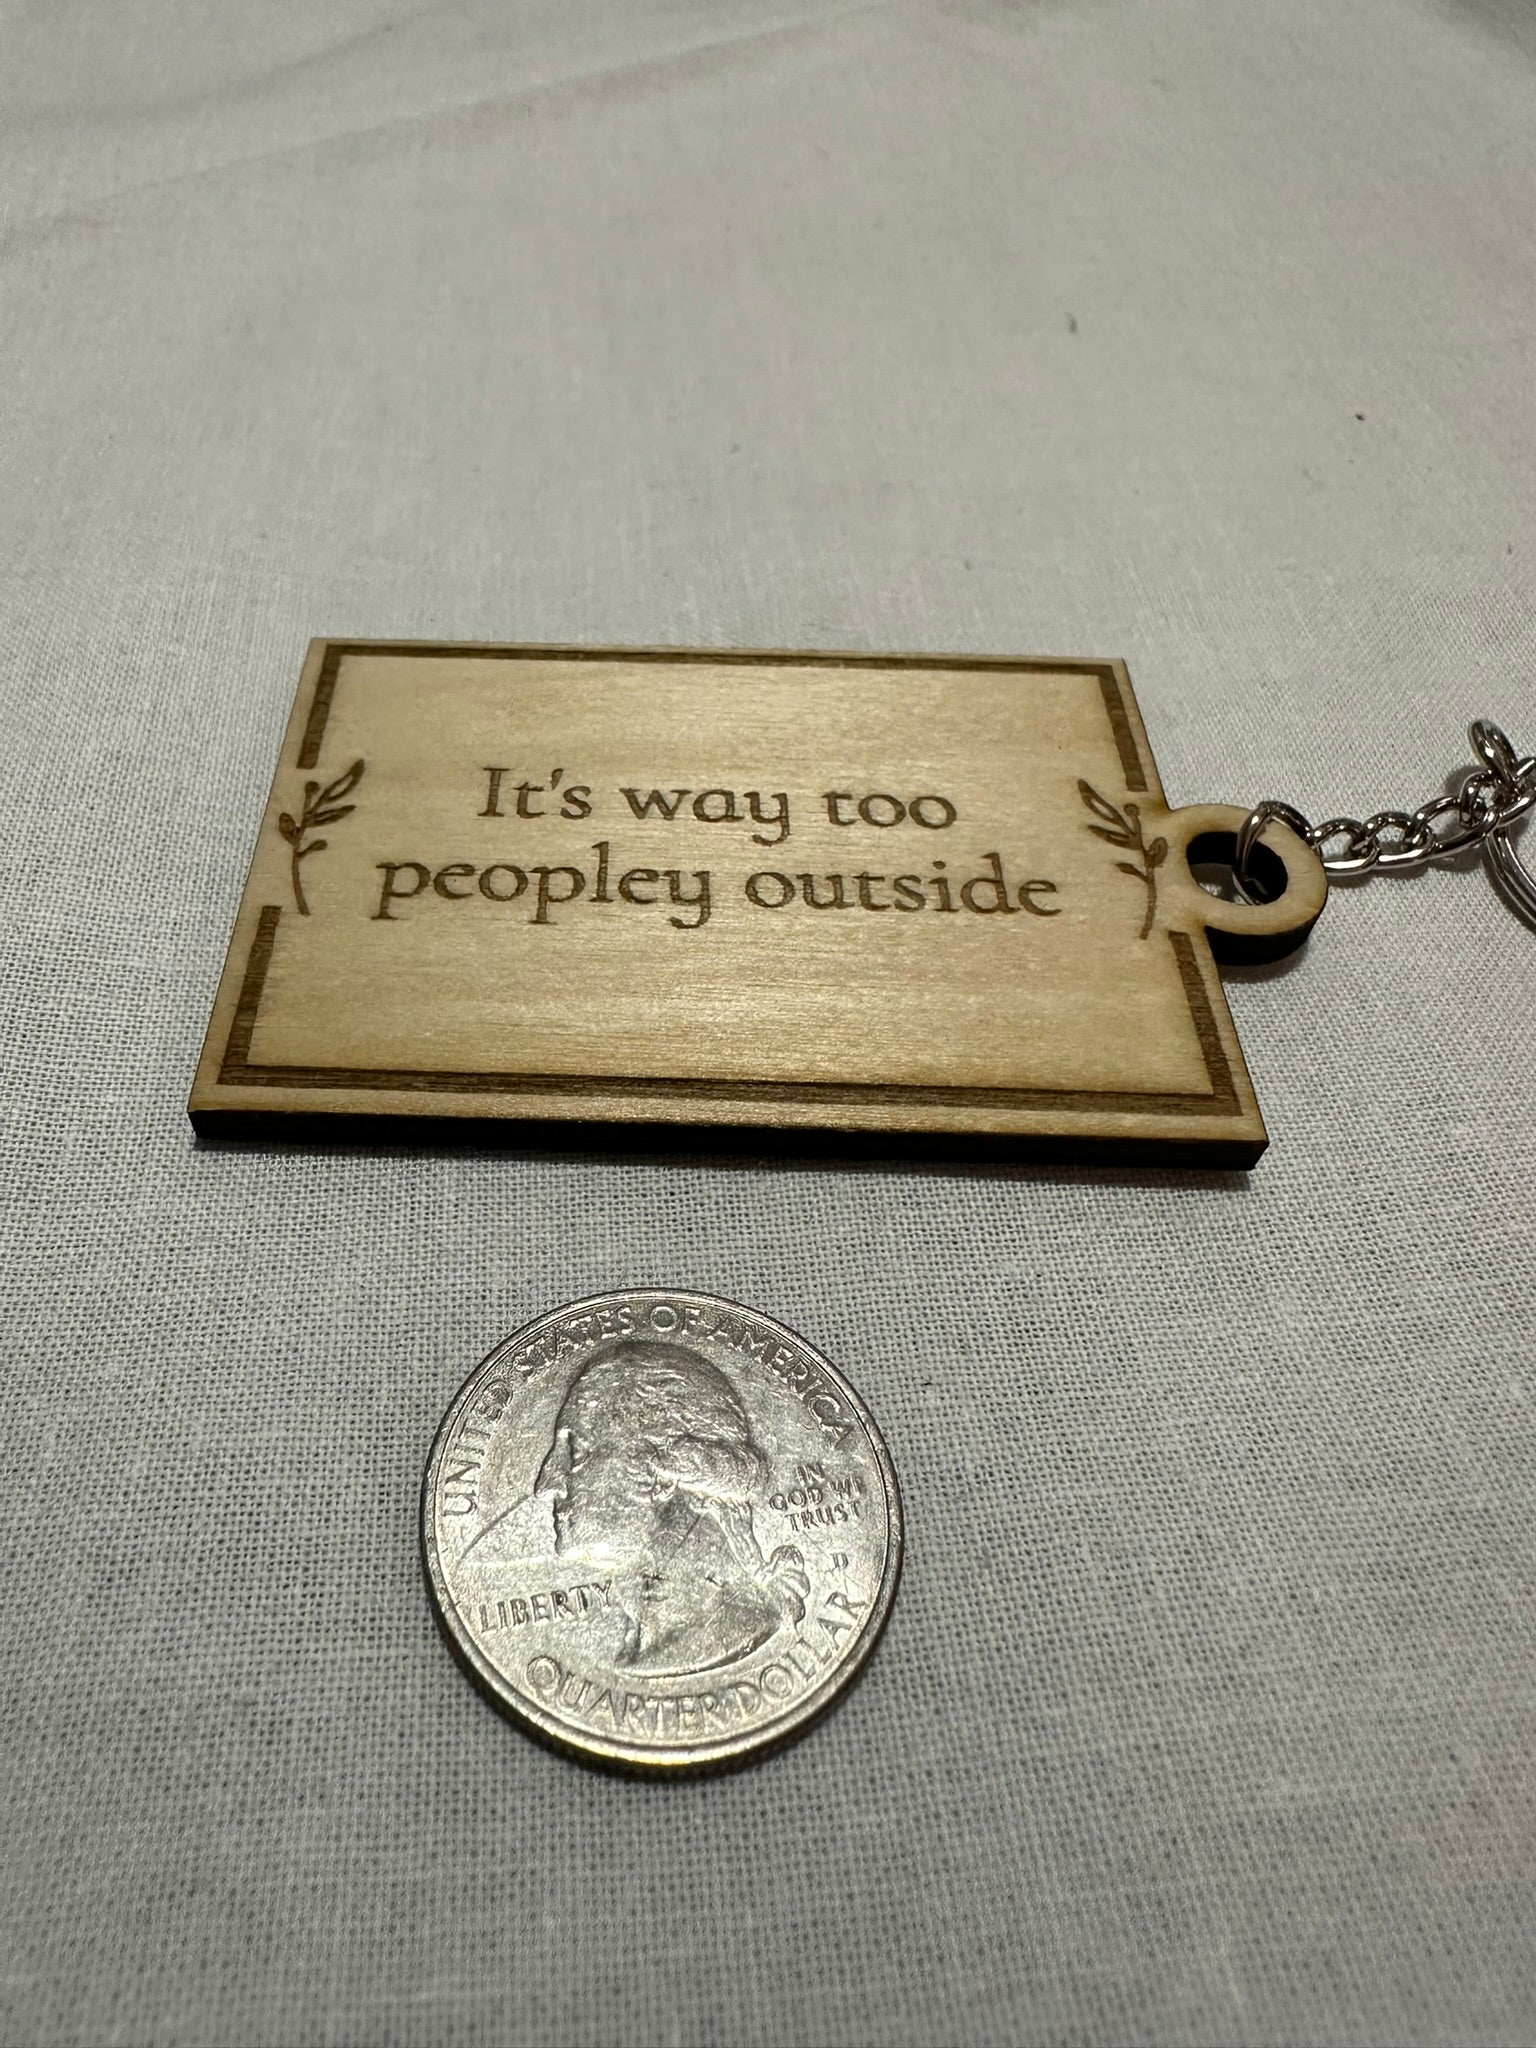 It's way too
peopley outside
UNITED STATES OF AMERICA
IN
GOD WE
TRUST
D
LIBERTY
QUARTER DOLLAR